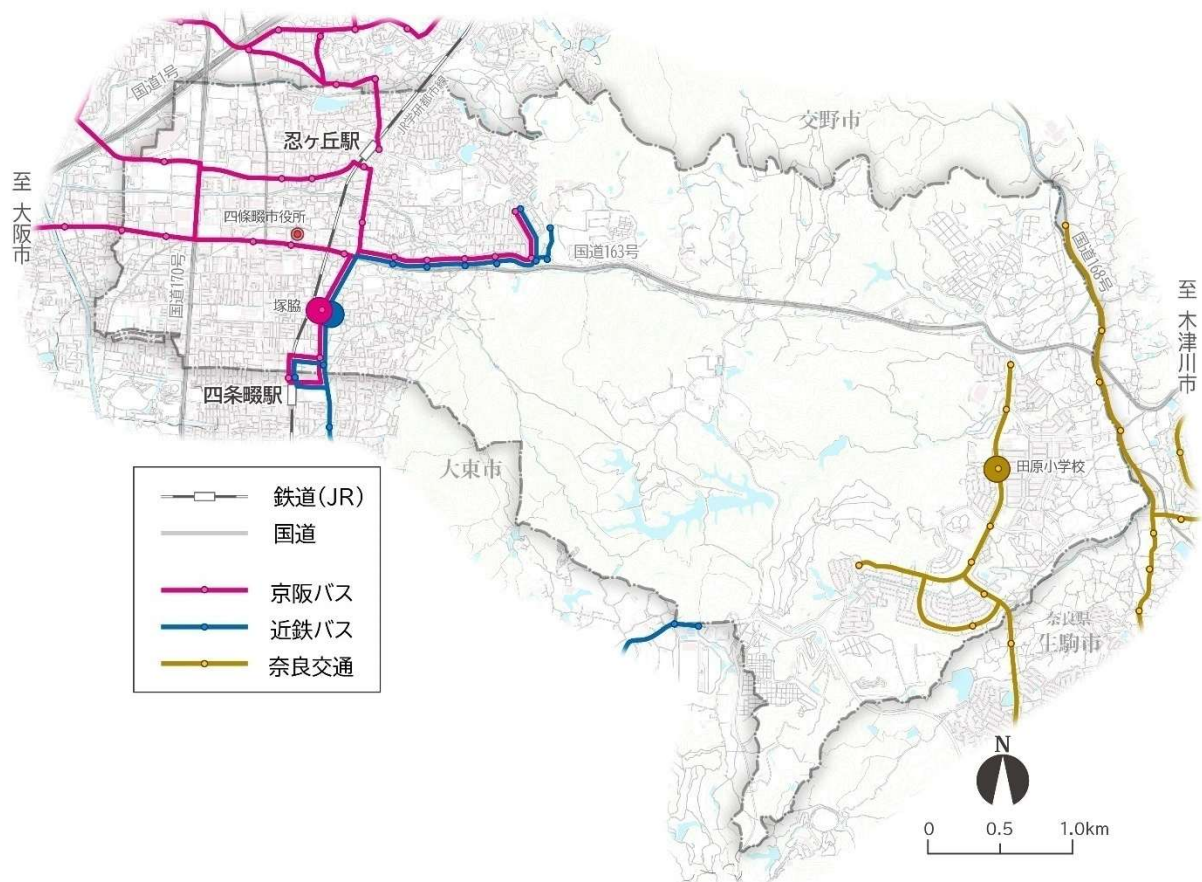 国道1号
JR学研都市線
交野市
忍ヶ丘駅
至 大阪市
四條畷市役所
国道163号
国道168号
国道170号
塚脇
至 木津川市
四条畷駅
大東市
田原小学校
鉄道(JR)
国道
京阪バス
近鉄バス
奈良交通
奈良県
生駒市
N
0 0.5 1.0km